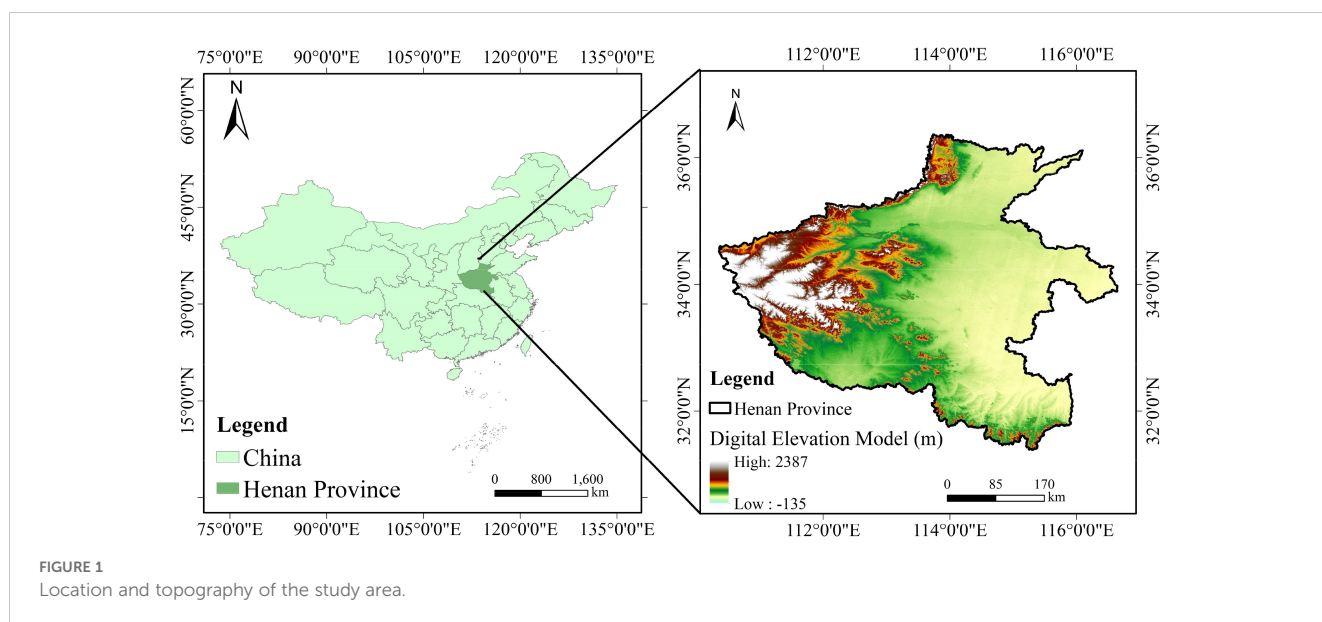 75°0'0"E 90°0'0"E 105°0'0"E 120°0'0"E 135°0'0"E
60°0'0"N
45°0'0"N
30°0'0"N
15°0'0"N
N
Legend
China
Henan Province
0 800 1,600
km
75°0'0"E 90°0'0"E 105°0'0"E 120°0'0"E 135°0'0"E
112°0'0"E 114°0'0"E 116°0'0"E
36°0'0"N
34°0'0"N
32°0'0"N
N
36°0'0"N
34°0'0"N
32°0'0"N
Legend
Henan Province
Digital Elevation Model (m)
High: 2387
Low : -135
0 85 170
km
112°0'0"E 114°0'0"E 116°0'0"E
FIGURE 1
Location and topography of the study area.